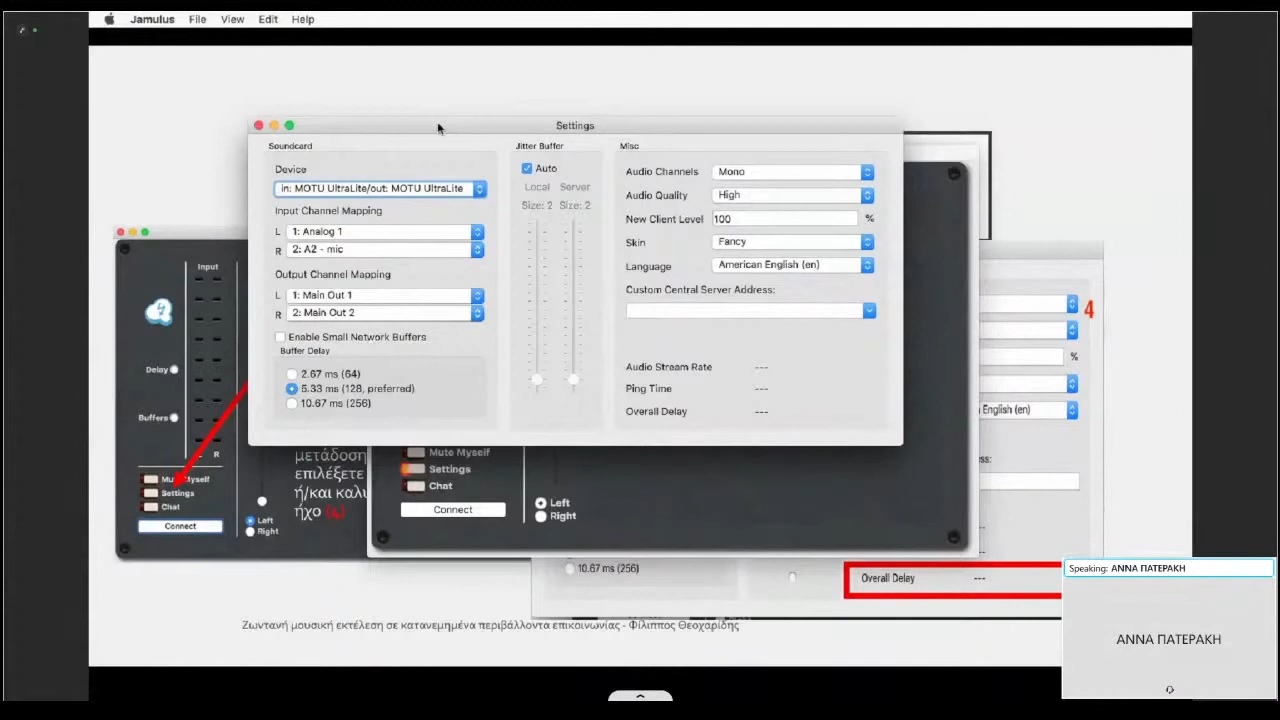 Jamulus File View Edit Help
Settings
Soundcard
Device
in: MOTU UltraLite/out: MOTU UltraLite
Input Channel Mapping
L 1: Analog 1
R 2: A2 - mic
Output Channel Mapping
L 1: Main Out 1
R 2: Main Out 2
Enable Small Network Buffers
Buffer Delay
2.67 ms (64)
5.33 ms (128, preferred)
10.67 ms (256)
Jitter Buffer
Auto
Local Server
Size: 2 Size: 2
Misc
Audio Channels Mono
Audio Quality High
New Client Level 100 %
Skin Fancy
Language American English (en)
Custom Central Server Address:
Audio Stream Rate ---
Ping Time ---
Overall Delay ---
Input
Delay
Buffers
R
Mute Myself
Settings
Chat
Connect
Left
Right
μετάδοση
επιλέξετε
ή/και
ήχο (4)
Mute Myself
Settings
Chat
Connect
Left
Right
4
%
English (en)
ss:
10.67 ms (256)
Overall Delay ---
Ζωντανή μουσική εκτέλεση σε κατανεμημένα περιβάλλοντα επικοινωνίας - Φίλιππος Θεοχαρίδης
Speaking: ΑΝΝΑ ΠΑΤΕΡΑΚΗ
ΑΝΝΑ ΠΑΤΕΡΑΚΗ